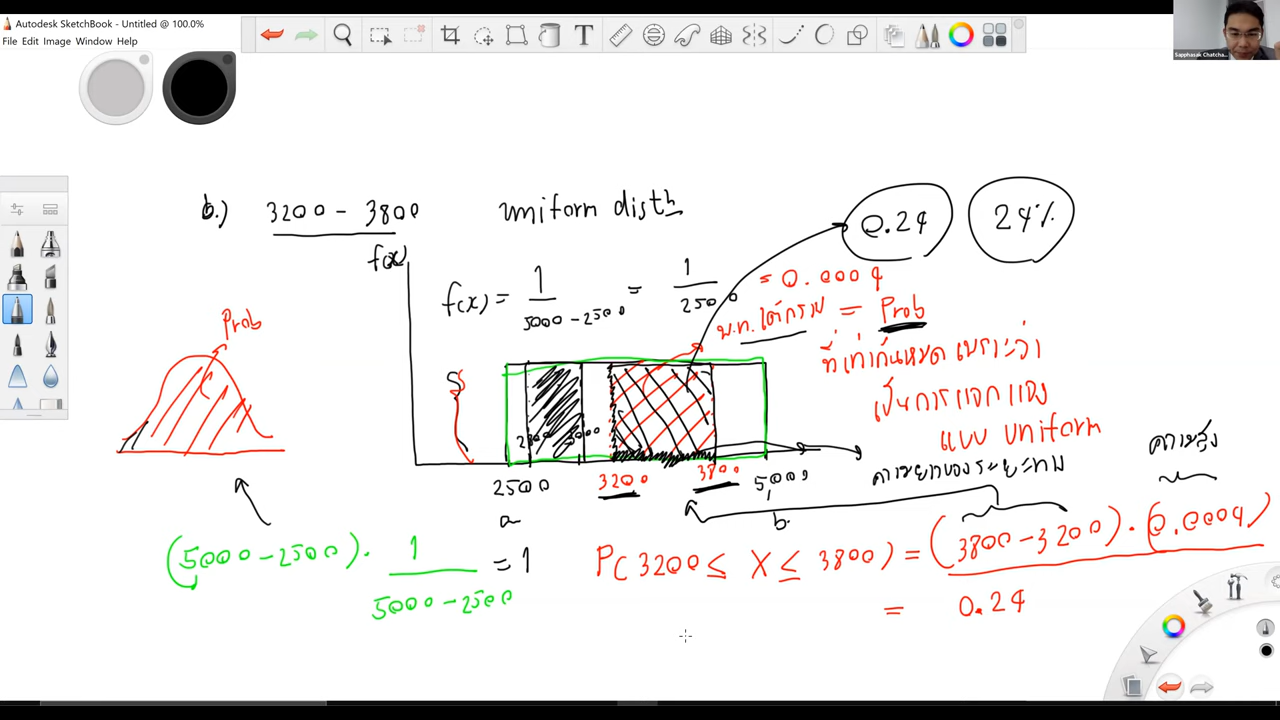 Autodesk SketchBook - Untitled @ 100.0%
File Edit Image Window Help
Sapphasak Chatcha...
b.) 3200 - 3800
uniform distn
0.24
24%
f(x)
f(x) = 1 / 5000 - 2500 = 1 / 2500 = 0.0004
Prob
พ.ท.ใต้กราฟ = Prob
ที่เท่ากันหมด เพราะว่า
เป็นการแจกแจง
แบบ uniform
ความสูง
ความยาวของระยะทาง
2500 3200 3800 5000
a b
(5000 - 2500) · 1 / 5000 - 2500 = 1
P( 3200 ≤ X ≤ 3800 ) = (3800 - 3200) · (0.0004)
= 0.24